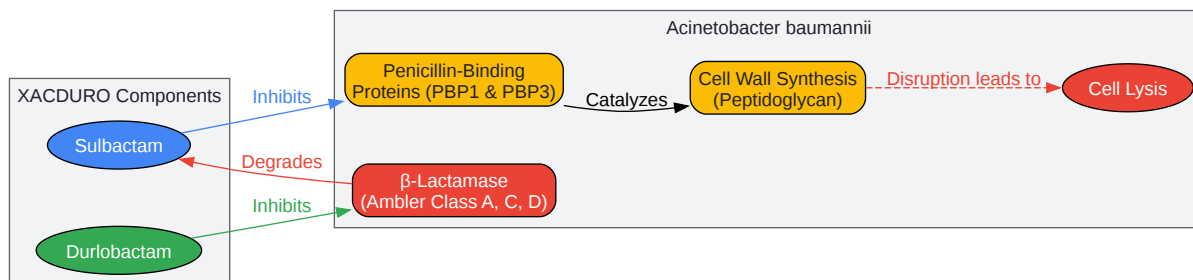 Acinetobacter baumannii
XACDURO Components
Penicillin-Binding
Proteins (PBP1 & PBP3)
Cell Wall Synthesis
(Peptidoglycan)
Disruption leads to
Cell Lysis
Inhibits
Catalyzes
Sulbactam
Degrades
β-Lactamase
(Ambler Class A, C, D)
Inhibits
Durlobactam